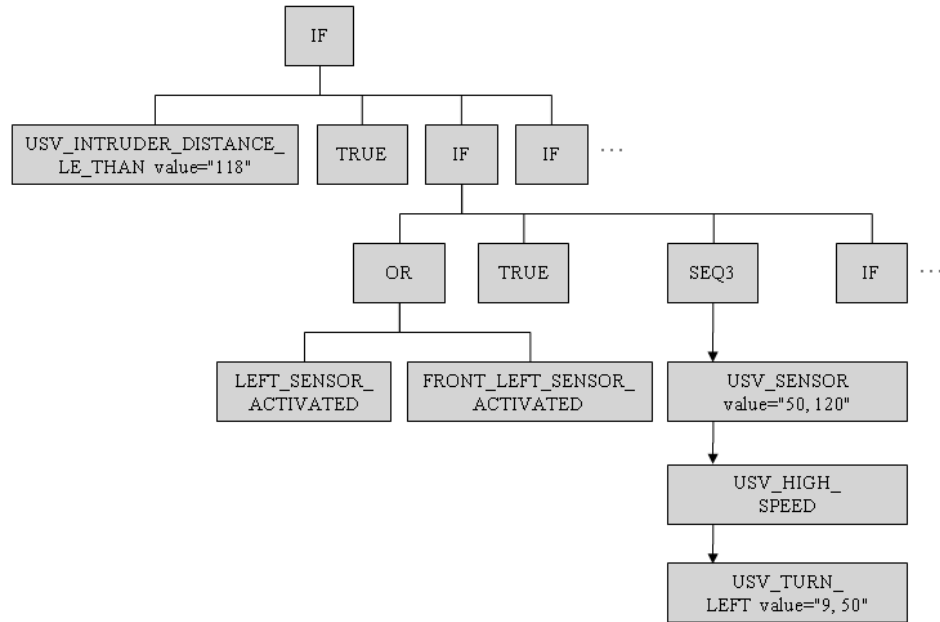 IF
USV_INTRUDER_DISTANCE_
LE_THAN value="118"
TRUE
IF
IF
...
OR
TRUE
SEQ3
IF
...
LEFT_SENSOR_
ACTIVATED
FRONT_LEFT_SENSOR_
ACTIVATED
USV_SENSOR
value="50, 120"
USV_HIGH_
SPEED
USV_TURN_
LEFT value="9, 50"